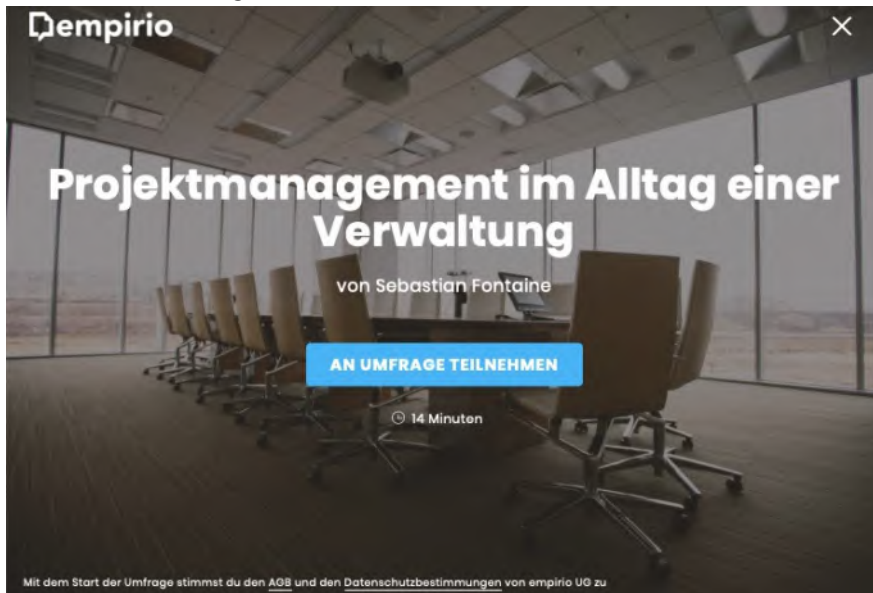 empirio
Projektmanagement im Alltag einer
Verwaltung
von Sebastian Fontaine
AN UMFRAGE TEILNEHMEN
14 Minuten
Mit dem Start der Umfrage stimmst du den AGB und den Datenschutzbestimmungen von empirio UG zu